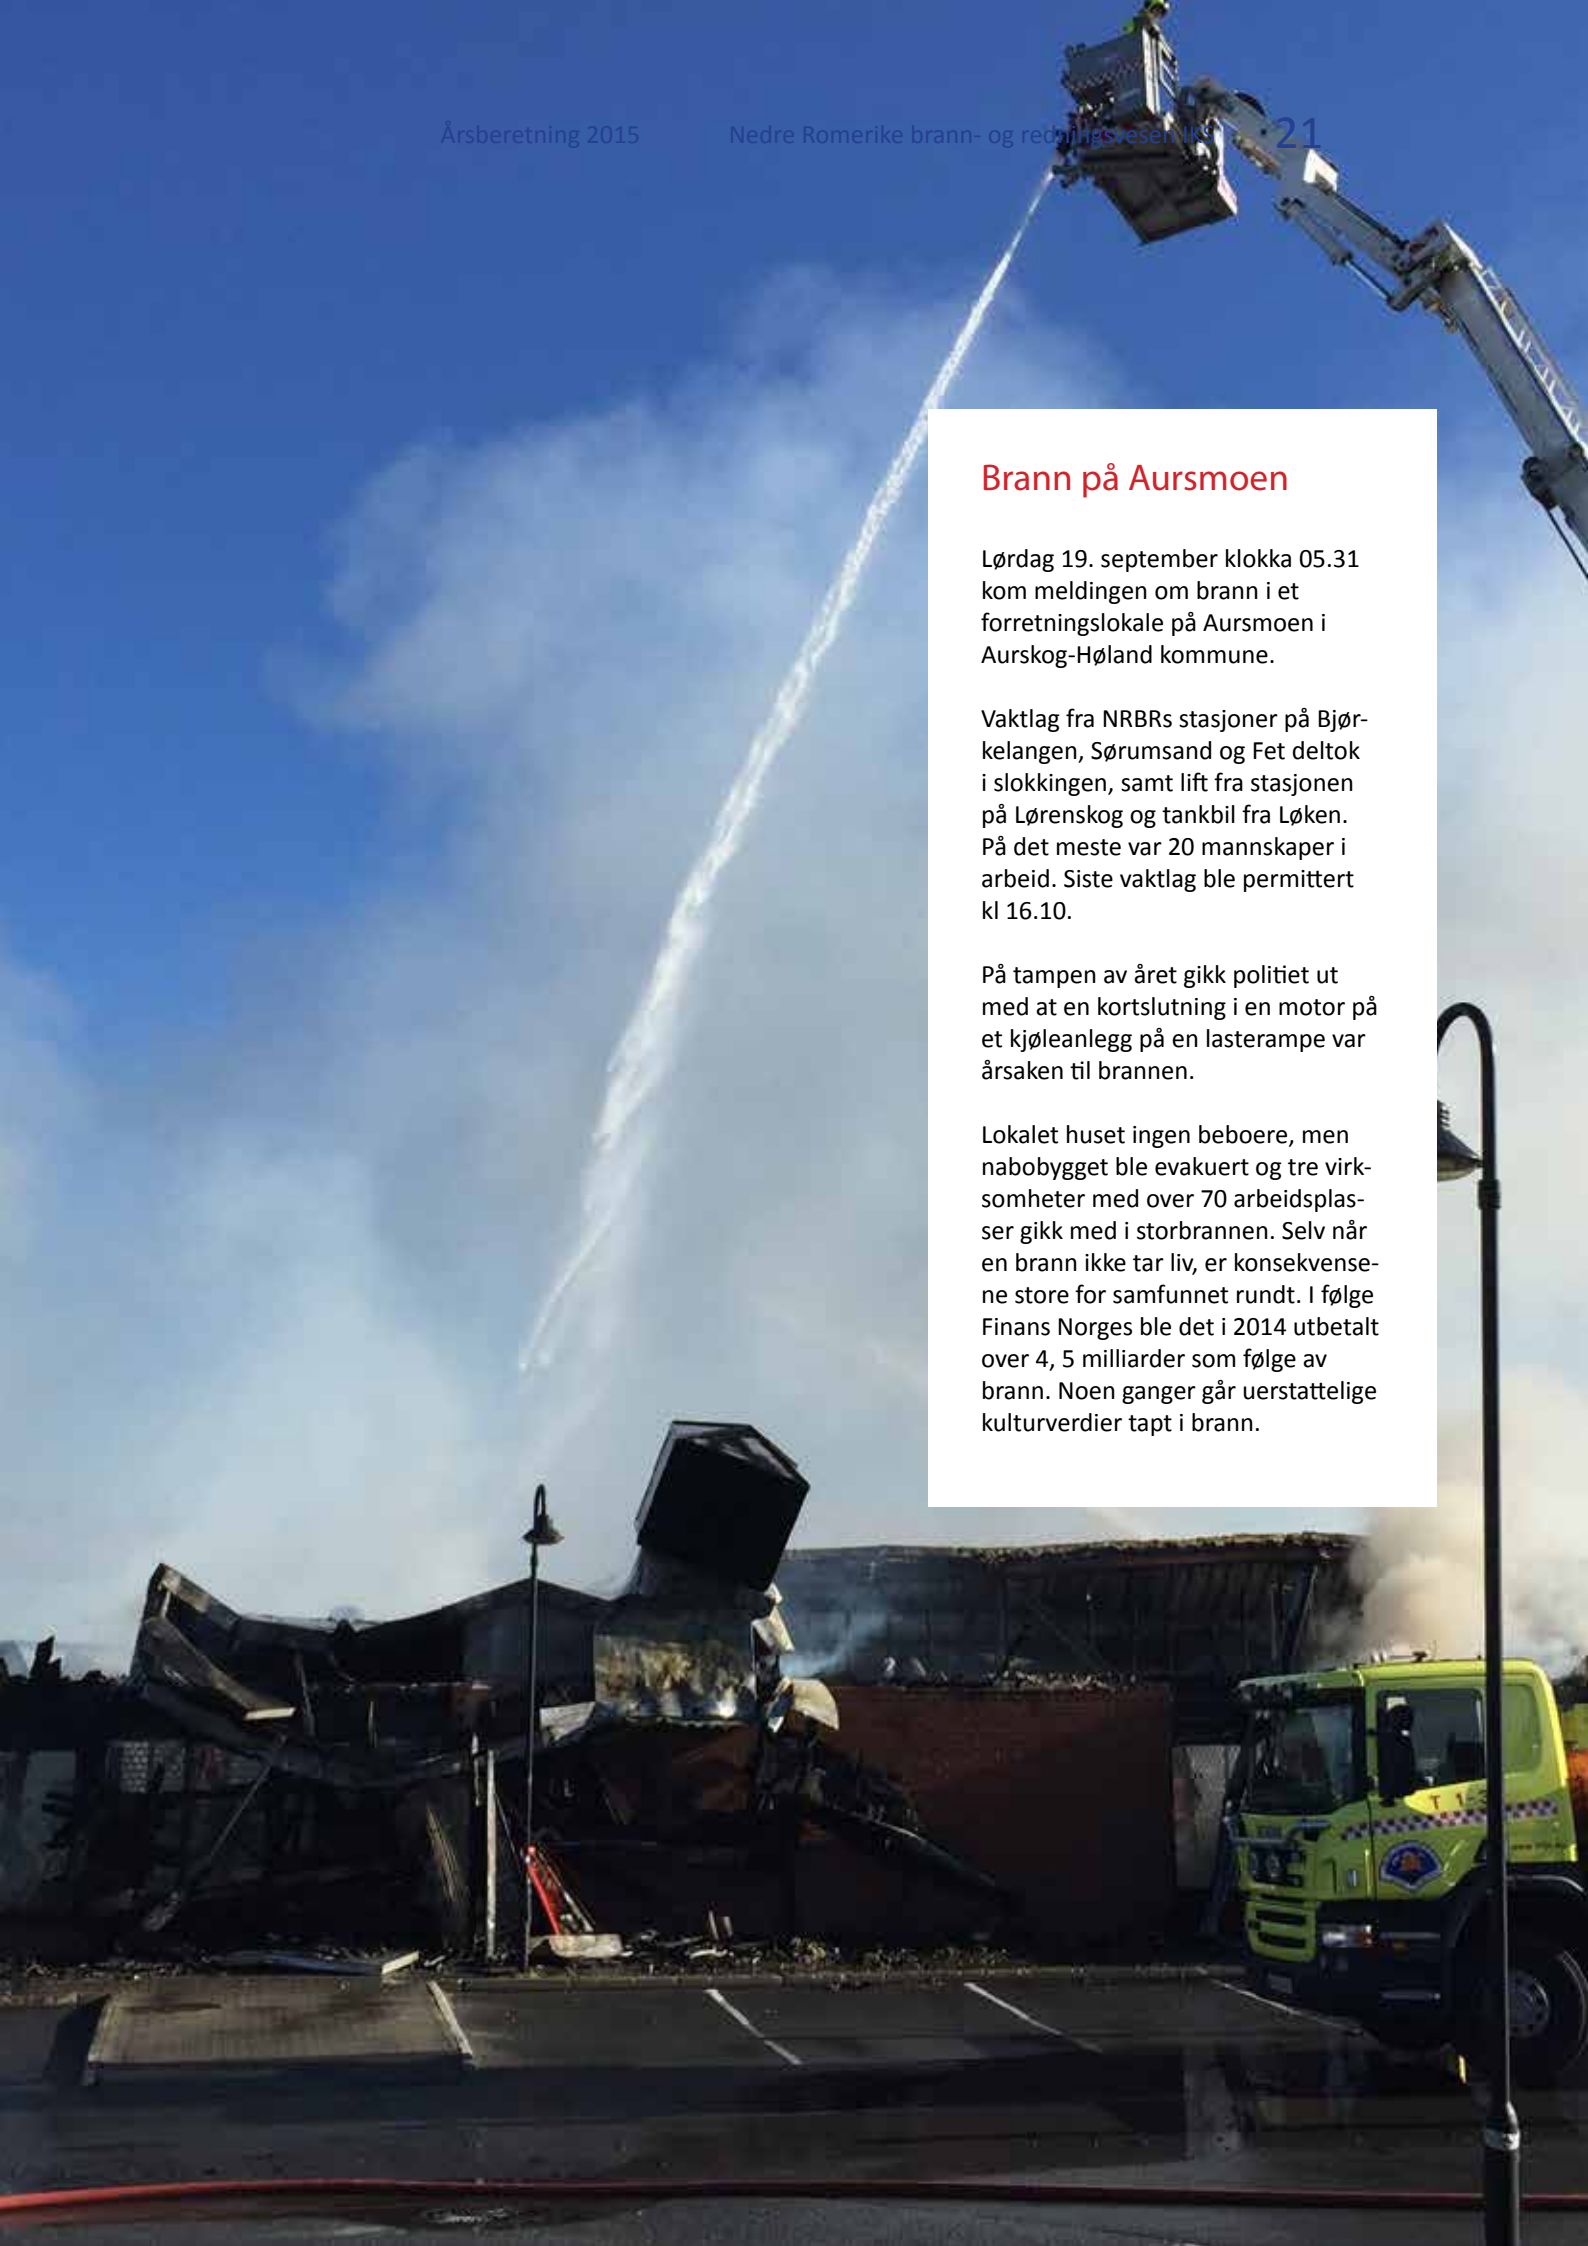 Årsberetning 2015 Nedre Romerike brann- og redningsvesen IKS 21
Brann på Aursmoen
Lørdag 19. september klokka 05.31
kom meldingen om brann i et
forretningslokale på Aursmoen i
Aurskog-Høland kommune.
Vaktlag fra NRBRs stasjoner på Bjør-
kelangen, Sørumsand og Fet deltok
i slokkingen, samt lift fra stasjonen
på Lørenskog og tankbil fra Løken.
På det meste var 20 mannskaper i
arbeid. Siste vaktlag ble permittert
kl 16.10.
På tampen av året gikk politiet ut
med at en kortslutning i en motor på
et kjøleanlegg på en lasterampe var
årsaken til brannen.
Lokalet huset ingen beboere, men
nabobygget ble evakuert og tre virk-
somheter med over 70 arbeidsplas-
ser gikk med i storbrannen. Selv når
en brann ikke tar liv, er konsekvense-
ne store for samfunnet rundt. I følge
Finans Norges ble det i 2014 utbetalt
over 4, 5 milliarder som følge av
brann. Noen ganger går uerstattelige
kulturverdier tapt i brann.